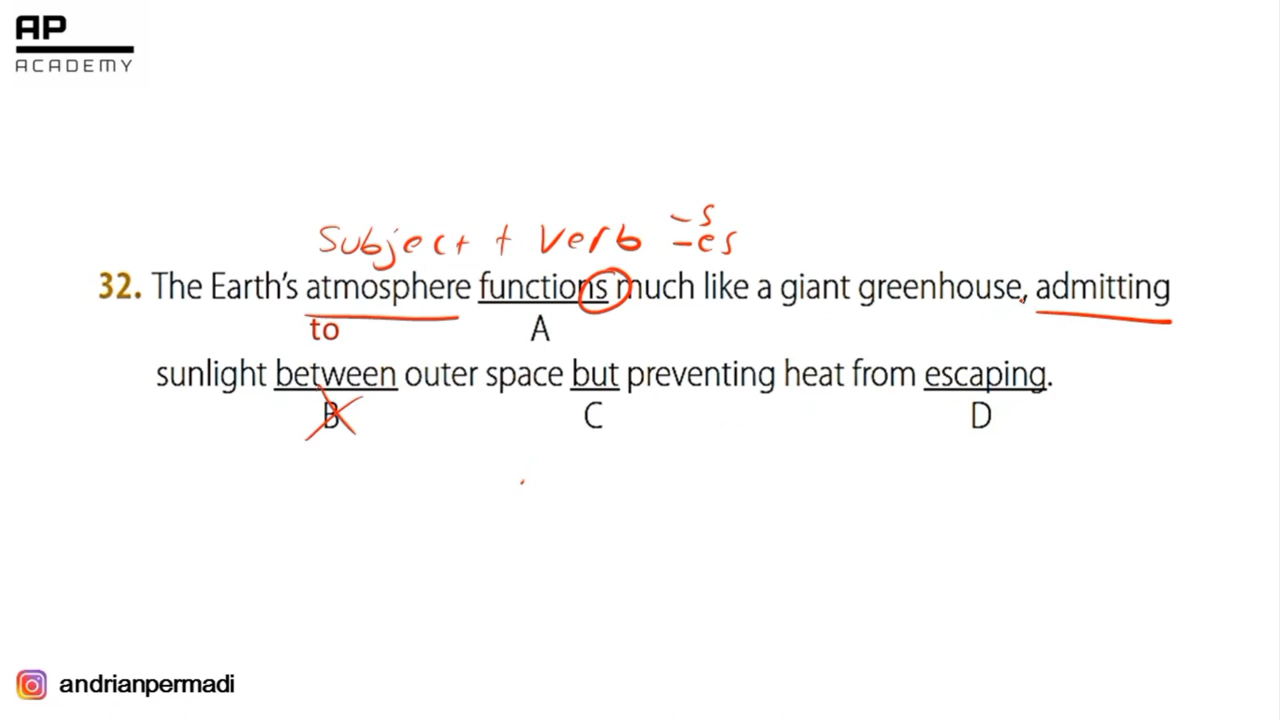 AP
ACADEMY
Subject + Verb -s
-es
32. The Earth's atmosphere functions much like a giant greenhouse, admitting
to A
sunlight between outer space but preventing heat from escaping.
B C D
andrianpermadi